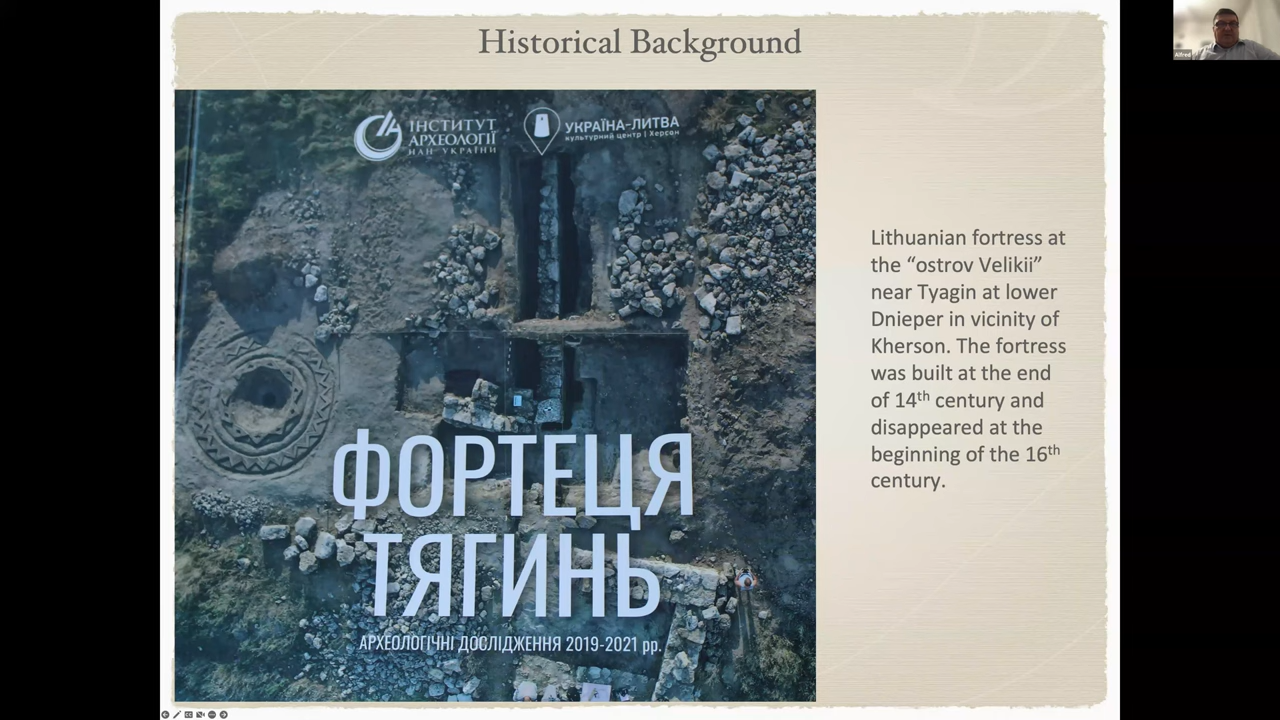 Historical Background
Alfred
ІНСТИТУТ
АРХЕОЛОГІЇ
НАН УКРАЇНИ
УКРАЇНА-ЛИТВА
культурний центр | Херсон
ФОРТЕЦЯ
ТЯГИНЬ
АРХЕОЛОГІЧНІ ДОСЛІДЖЕННЯ 2019-2021 рр.
Lithuanian fortress at
the “ostrov Velikii”
near Tyagin at lower
Dnieper in vicinity of
Kherson. The fortress
was built at the end
of 14th century and
disappeared at the
beginning of the 16th
century.